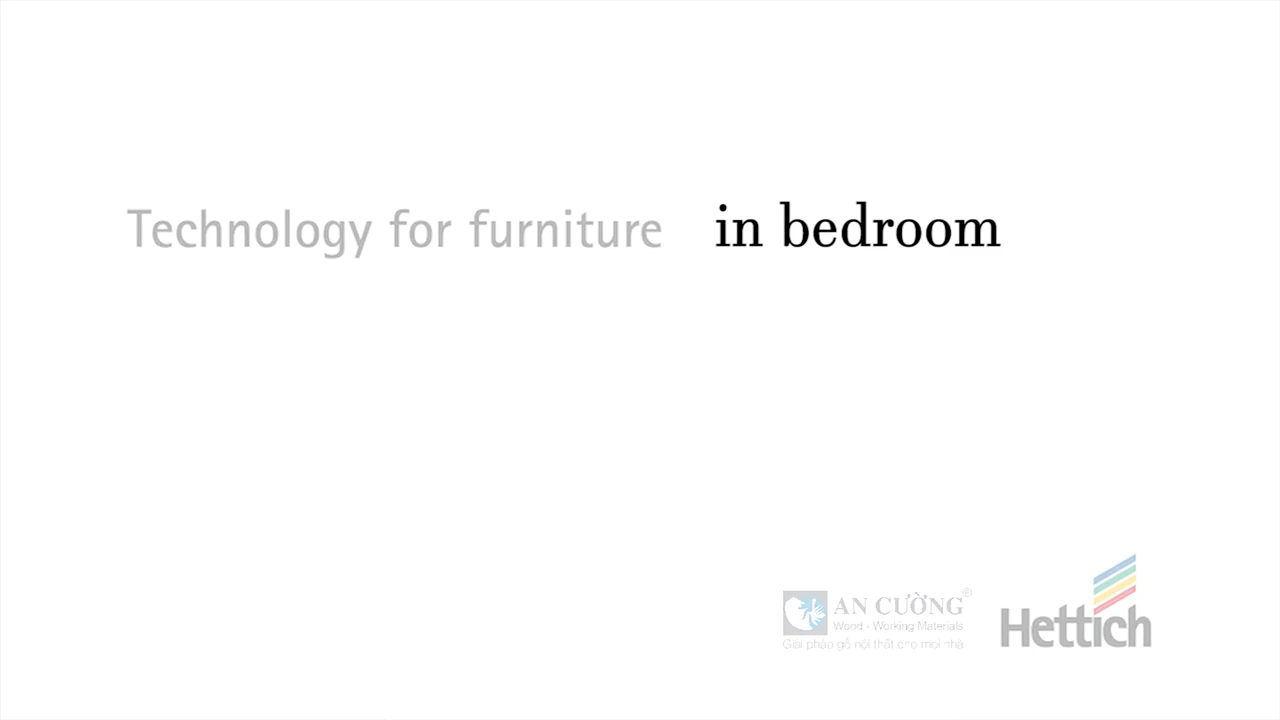 Technology for furniture in bedroom
AN CƯỜNG®
Wood - Working Materials
Giải pháp gỗ nội thất cho mọi nhà
Hettich